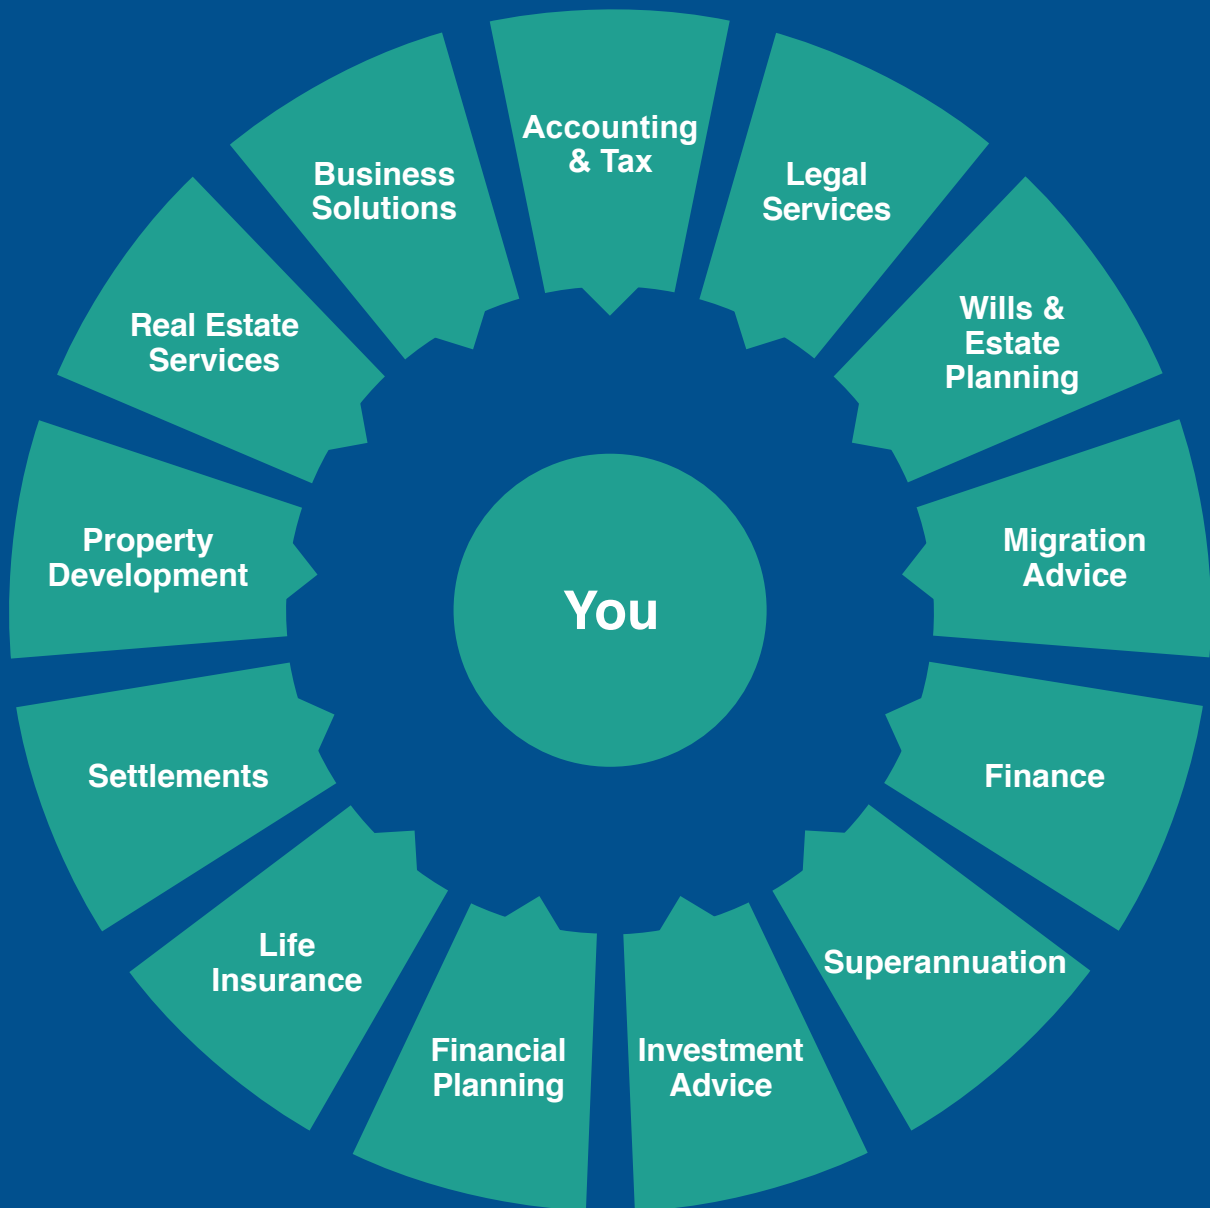 Accounting
& Tax
Legal
Services
Wills &
Estate
Planning
Migration
Advice
Finance
Superannuation
Investment
Advice
Financial
Planning
Life
Insurance
Settlements
Property
Development
Real Estate
Services
Business
Solutions
You